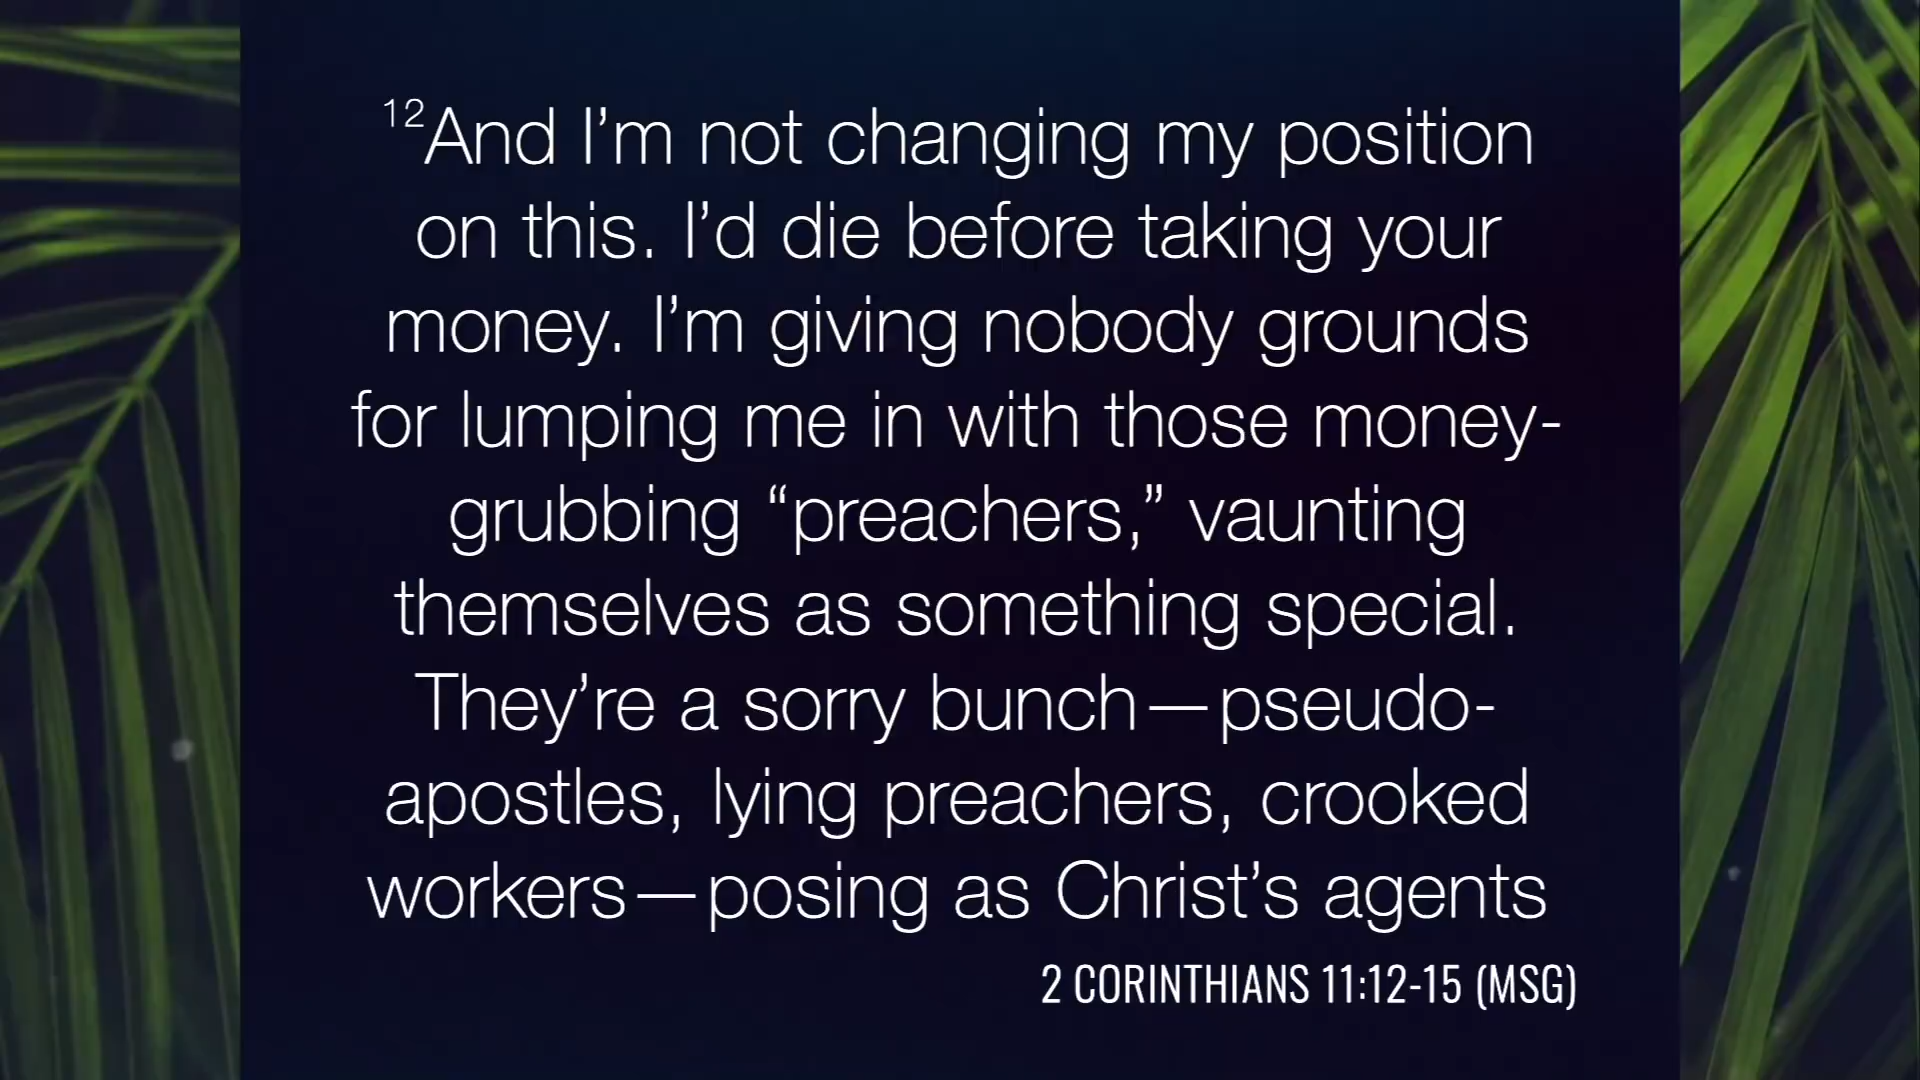 12And I’m not changing my position
on this. I’d die before taking your
money. I’m giving nobody grounds
for lumping me in with those money-
grubbing “preachers,” vaunting
themselves as something special.
They’re a sorry bunch—pseudo-
apostles, lying preachers, crooked
workers—posing as Christ’s agents
2 CORINTHIANS 11:12-15 (MSG)